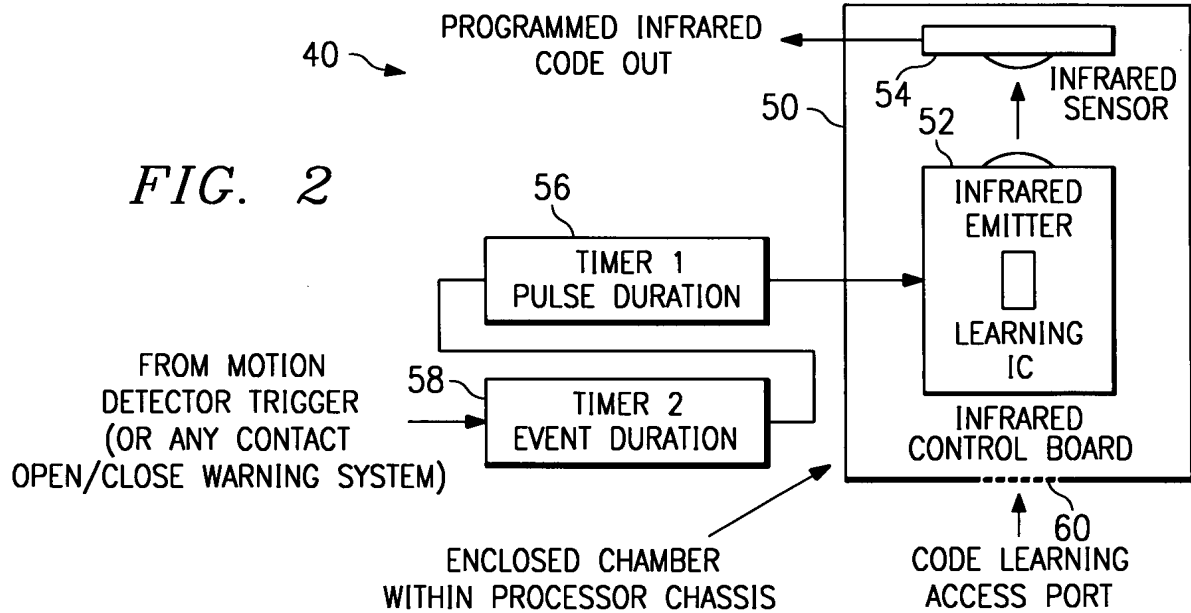 PROGRAMMED INFRARED
CODE OUT
40
54
INFRARED
SENSOR
50
52
FIG. 2
56
INFRARED
EMITTER
TIMER 1
PULSE DURATION
LEARNING
IC
FROM MOTION
DETECTOR TRIGGER
(OR ANY CONTACT
OPEN/CLOSE WARNING SYSTEM)
58
TIMER 2
EVENT DURATION
INFRARED
CONTROL BOARD
60
ENCLOSED CHAMBER
WITHIN PROCESSOR CHASSIS
CODE LEARNING
ACCESS PORT